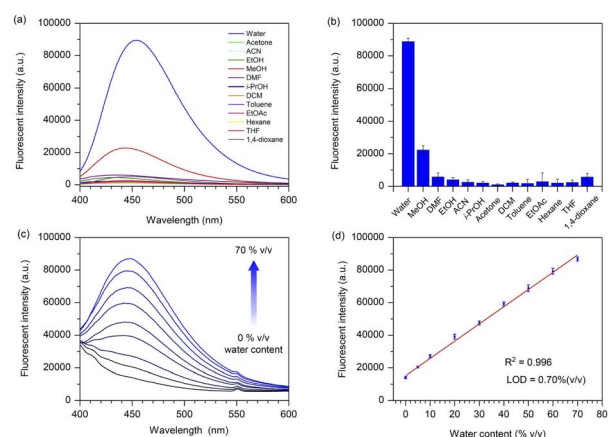 (a)
Fluorescent intensity (a.u.)
100000
80000
60000
40000
20000
0
400
450
500
550
600
Wavelength (nm)
Water
Acetone
ACN
EtOH
MeOH
DMF
i-PrOH
DCM
Toluene
EtOAc
Hexane
THF
1,4-dioxane
(b)
Fluorescent intensity (a.u.)
100000
80000
60000
40000
20000
0
Water
MeOH
DMF
EtOH
ACN
i-PrOH
Acetone
DCM
Toluene
EtOAc
Hexane
THF
1,4-dioxane
(c)
Fluorescent intensity (a.u.)
100000
90000
80000
70000
60000
50000
40000
30000
20000
10000
0
400
450
500
550
600
Wavelength (nm)
70 % v/v
0 % v/v
water content
(d)
Fluorescent intensity (a.u.)
100000
80000
60000
40000
20000
0
0
10
20
30
40
50
60
70
80
Water content (% v/v)
R² = 0.996
LOD = 0.70%(v/v)